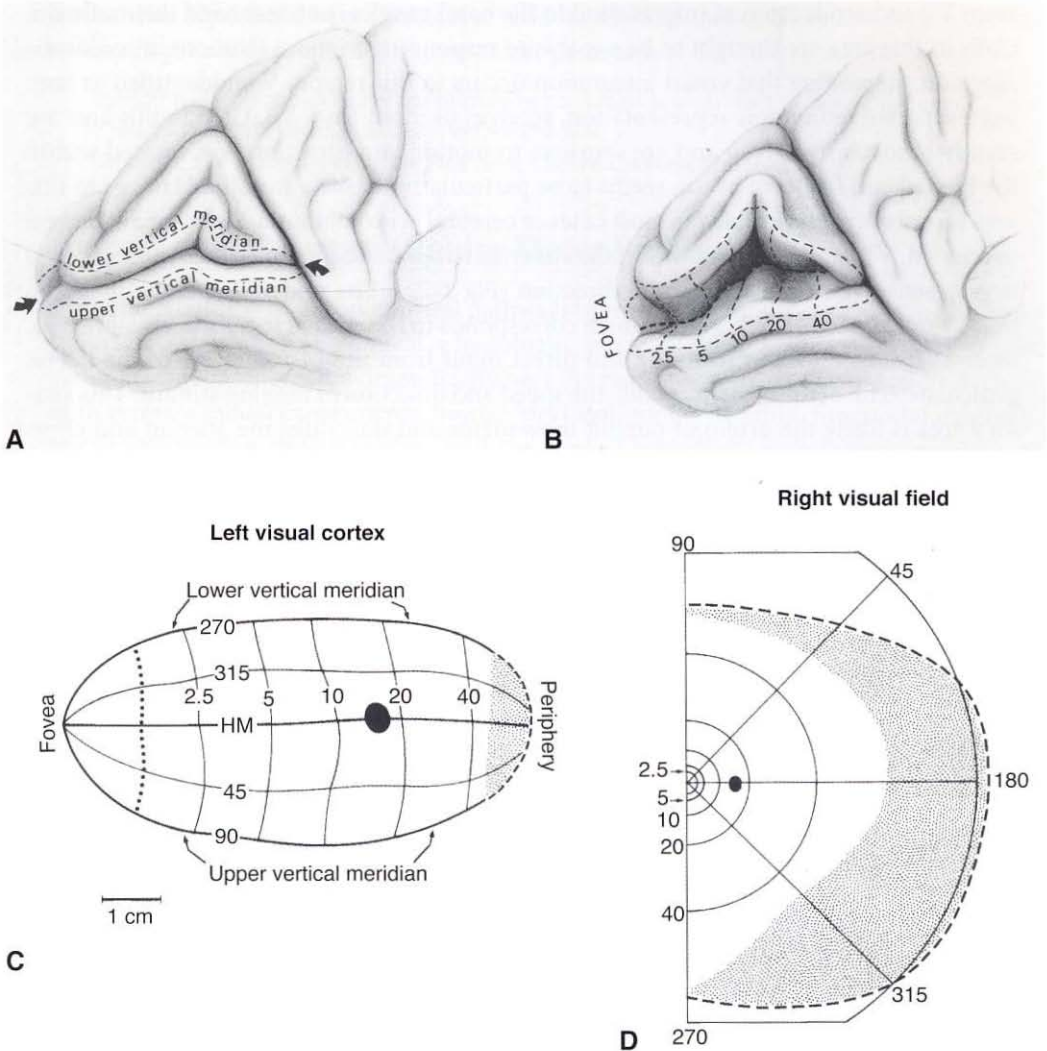 lower vertical meridian
upper vertical meridian
A
FOVEA
2.5 5 10 20 40
B
Left visual cortex
Lower vertical meridian
270
315
2.5 5 10 20 40
Fovea
HM
Periphery
45
90
Upper vertical meridian
1 cm
C
Right visual field
90
45
2.5
180
5
10
20
40
315
270
D